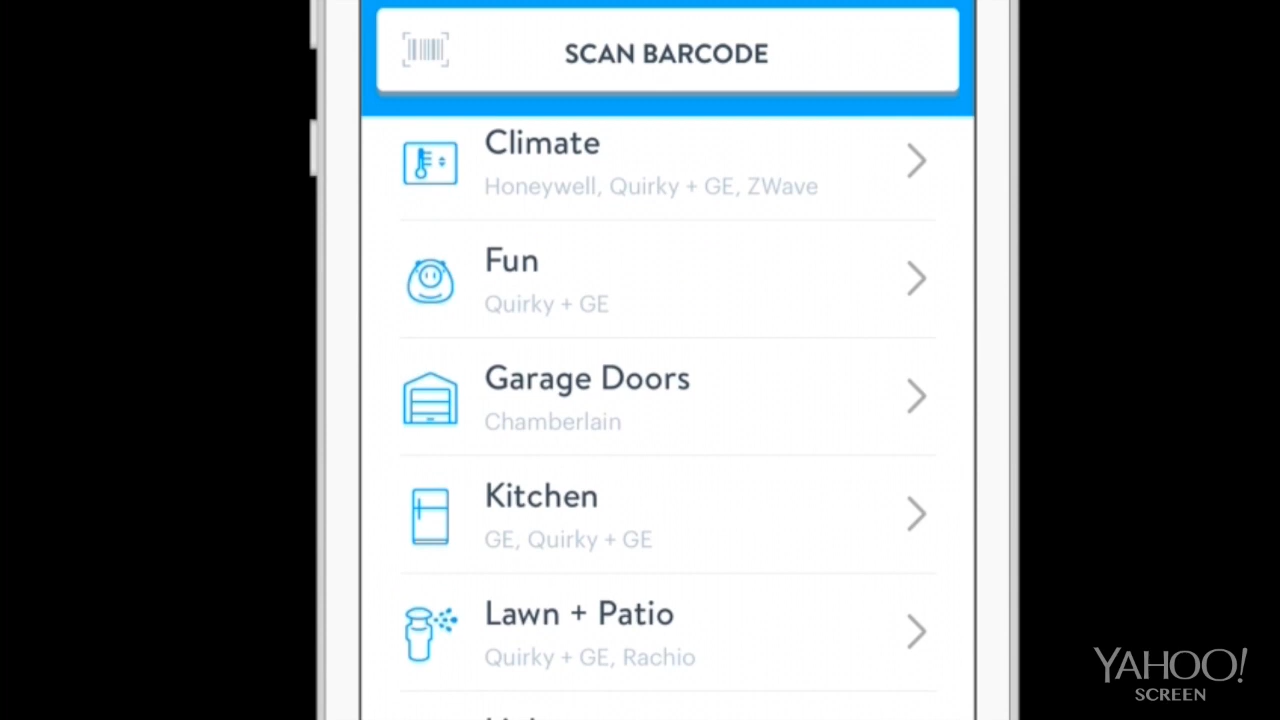 SCAN BARCODE
Climate
Honeywell, Quirky + GE, ZWave
Fun
Quirky + GE
Garage Doors
Chamberlain
Kitchen
GE, Quirky + GE
Lawn + Patio
Quirky + GE, Rachio
YAHOO!
SCREEN